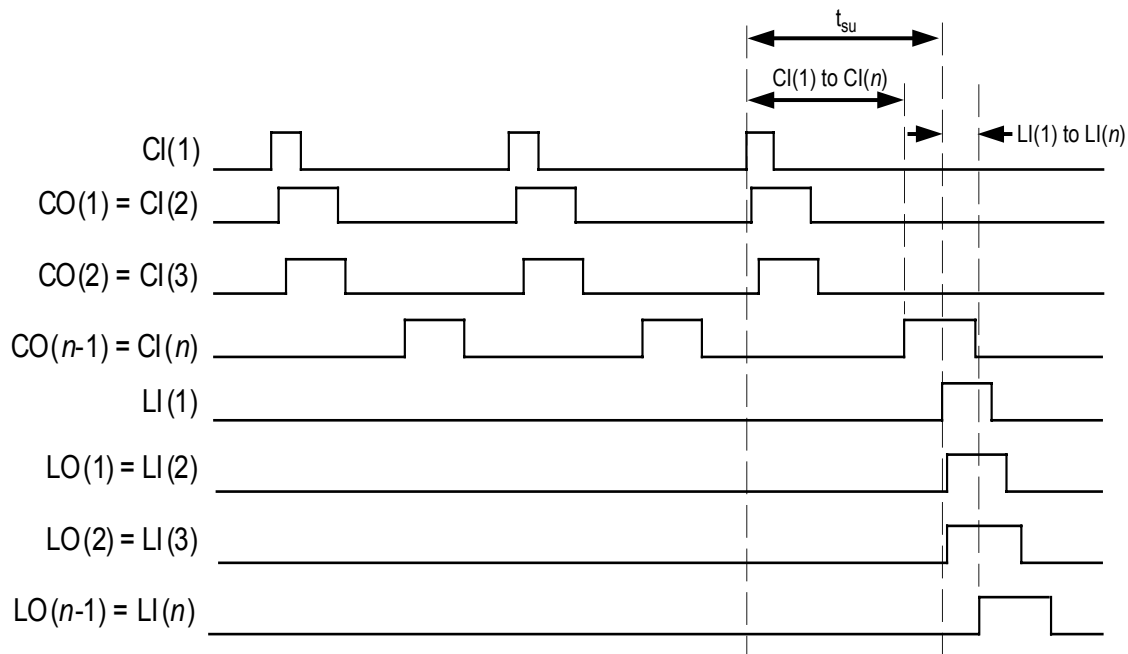 tsu
CI(1) to CI(n)
LI(1) to LI(n)
CI(1)
CO(1) = CI(2)
CO(2) = CI(3)
CO(n-1) = CI(n)
LI(1)
LO(1) = LI(2)
LO(2) = LI(3)
LO(n-1) = LI(n)